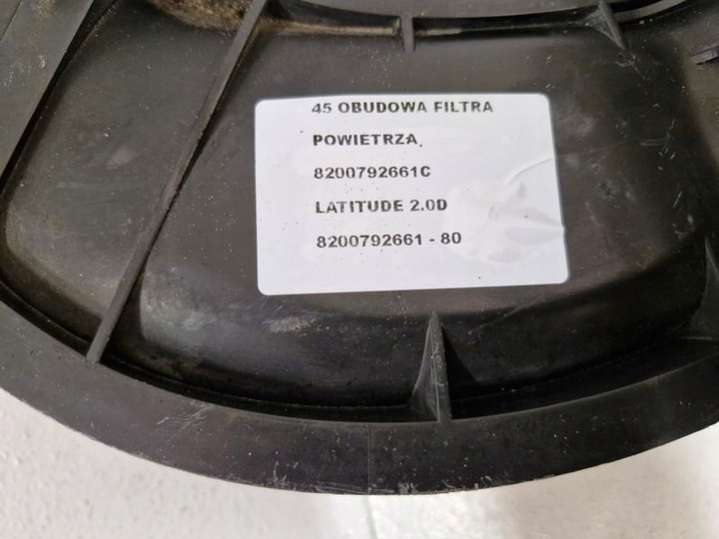 45 OBUDOWA FILTRA
POWIETRZA
8200792661C
LATITUDE 2.0D
8200792661 - 80